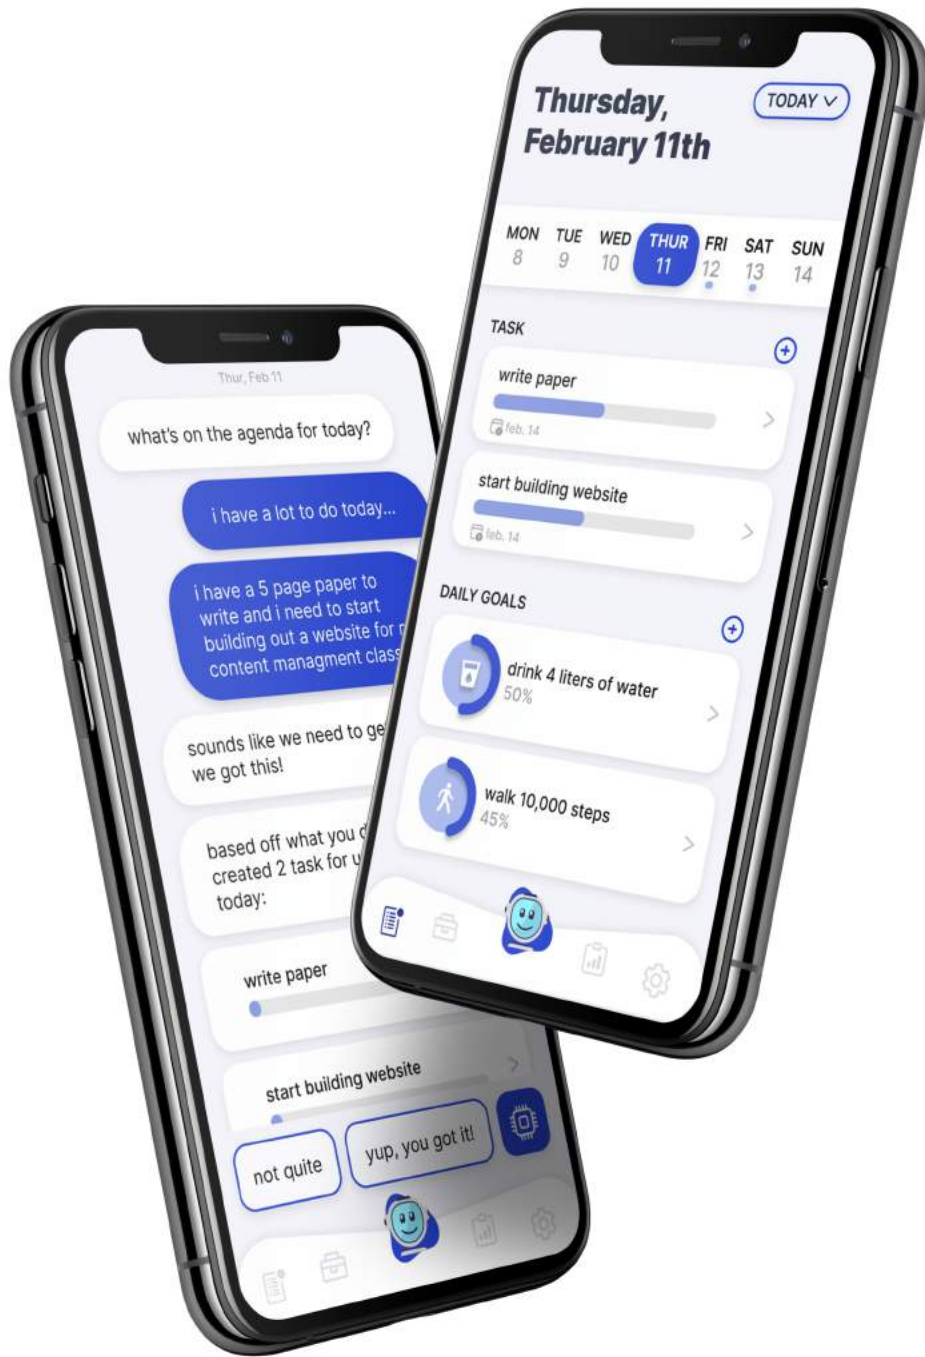 Thursday,
February 11th
TODAY
MON TUE WED THUR FRI SAT SUN
8 9 10 11 12 13 14
TASK
write paper
feb. 14
start building website
feb. 14
DAILY GOALS
drink 4 liters of water
50%
walk 10,000 steps
45%
Thur, Feb 11
what's on the agenda for today?
i have a lot to do today...
i have a 5 page paper to
write and i need to start
building out a website for
content managment class
sounds like we need to
we got this!
based off what you
created 2 task for
today:
write paper
start building website
not quite
yup, you got it!